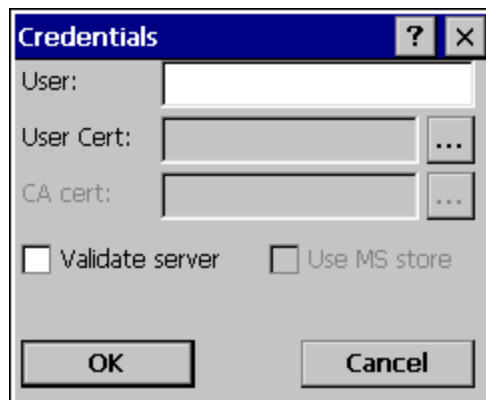 Credentials ? ×
User:
User Cert: ...
CA cert: ...
Validate server Use MS store
OK Cancel